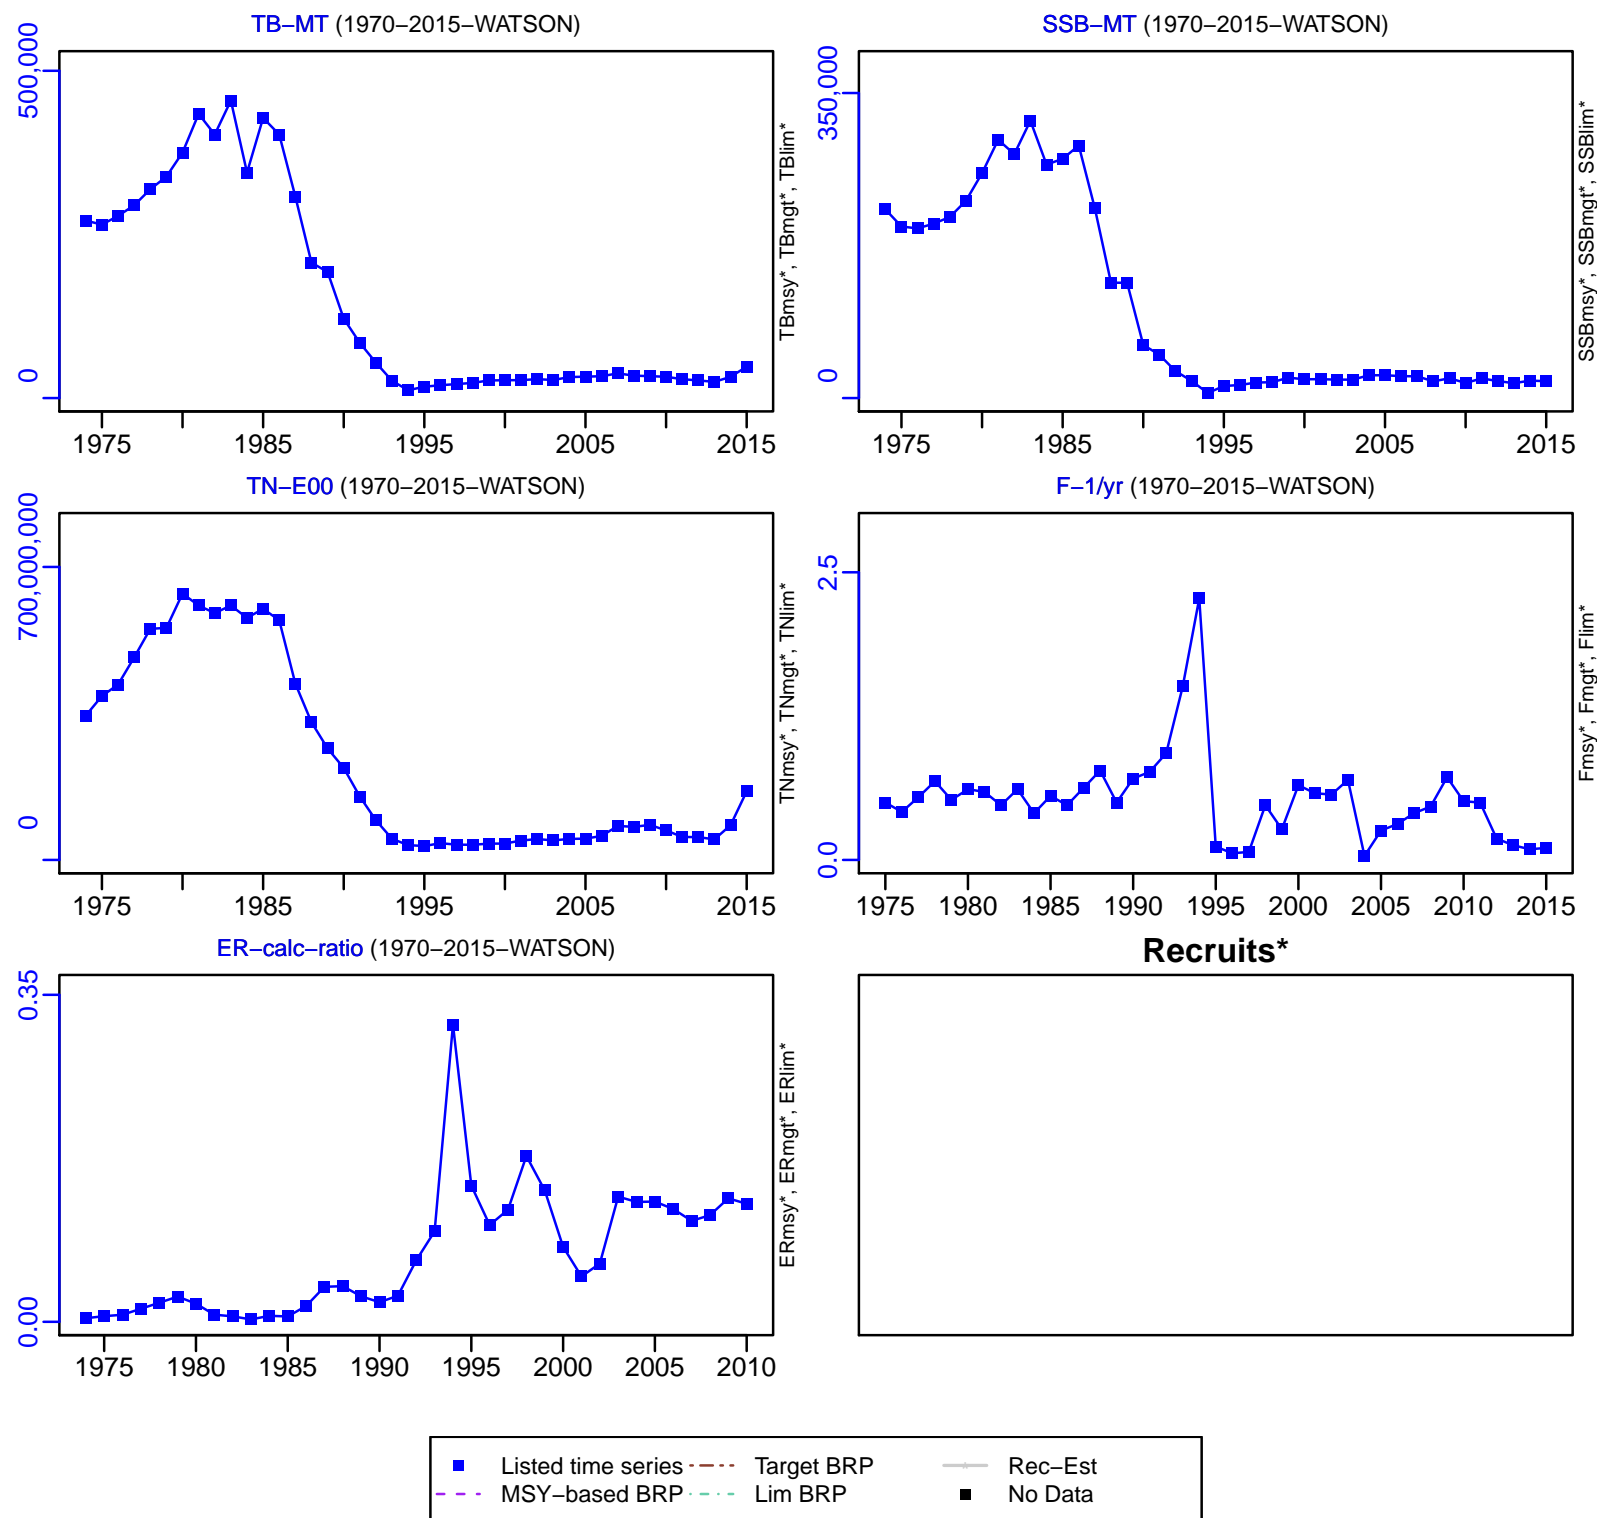 TB−MT (1970−2015−WATSON)
500,000
0
TBmsy*, TBmgt*, TBlim*
1975 1985 1995 2005 2015
SSB−MT (1970−2015−WATSON)
350,000
0
SSBmsy*, SSBmgt*, SSBlim*
1975 1985 1995 2005 2015
TN−E00 (1970−2015−WATSON)
700,000,000
0
TNmsy*, TNmgt*, TNlim*
1975 1985 1995 2005 2015
F−1/yr (1970−2015−WATSON)
2.5
0.0
Fmsy*, Fmgt*, Flim*
1975 1980 1985 1990 1995 2000 2005 2010 2015
ER−calc−ratio (1970−2015−WATSON)
0.35
0.00
ERmsy*, ERmgt*, ERlim*
1975 1980 1985 1990 1995 2000 2005 2010
Recruits*
Listed time series Target BRP Rec−Est
MSY−based BRP Lim BRP No Data